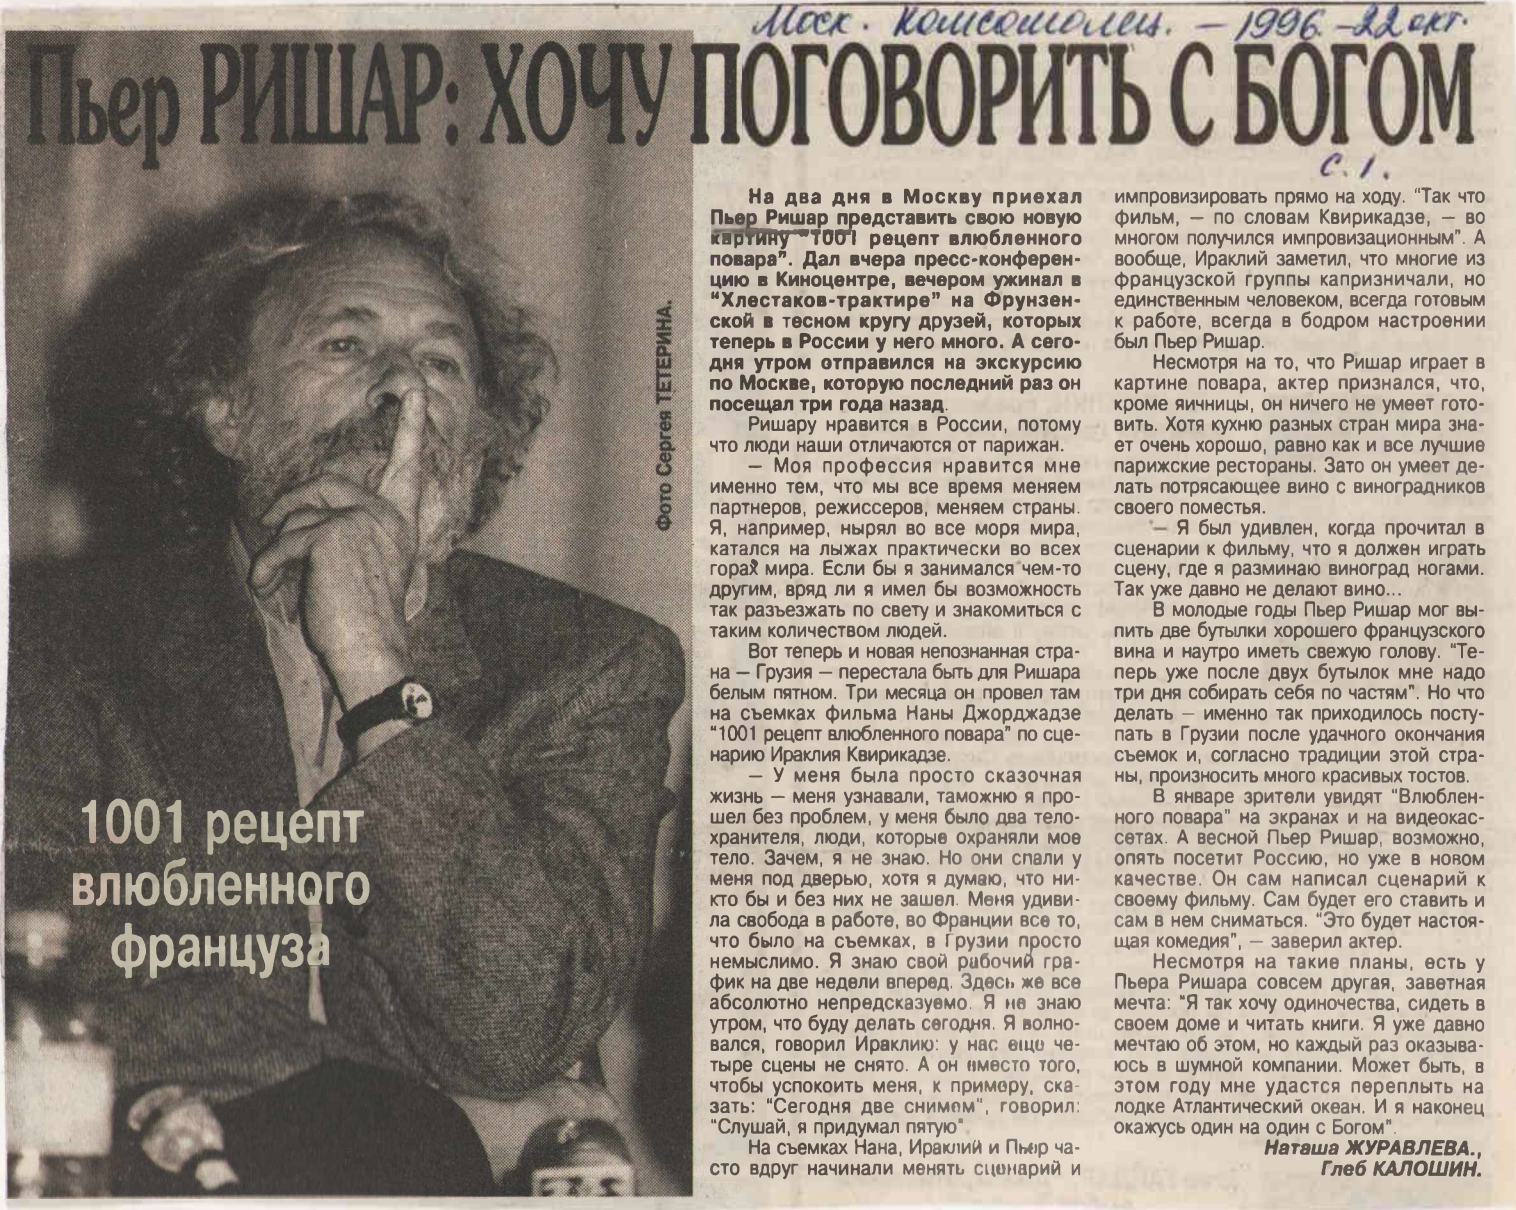 Моск. Комсомолец. – 1996 – 22 окт.
Пьер РИШАР: ХОЧУ ПОГОВОРИТЬ С БОГОМ
с. 1.
Фото Сергея ТЕТЕРИНА.
1001 рецепт
влюбленного
француза
На два дня в Москву приехал
Пьер Ришар представить свою новую
картину "1001 рецепт влюбленного
повара". Дал вчера пресс-конферен-
цию в Киноцентре, вечером ужинал в
"Хлестаков-трактире" на Фрунзен-
ской в тесном кругу друзей, которых
теперь в России у него много. А сего-
дня утром отправился на экскурсию
по Москве, которую последний раз он
посещал три года назад.
Ришару нравится в России, потому
что люди наши отличаются от парижан.
— Моя профессия нравится мне
именно тем, что мы все время меняем
партнеров, режиссеров, меняем страны.
Я, например, нырял во все моря мира,
катался на лыжах практически во всех
горах мира. Если бы я занимался чем-то
другим, вряд ли я имел бы возможность
так разъезжать по свету и знакомиться с
таким количеством людей.
Вот теперь и новая непознанная стра-
на — Грузия — перестала быть для Ришара
белым пятном. Три месяца он провел там
на съемках фильма Наны Джорджадзе
"1001 рецепт влюбленного повара" по сце-
нарию Ираклия Квирикадзе.
— У меня была просто сказочная
жизнь — меня узнавали, таможню я про-
шел без проблем, у меня было два тело-
хранителя, люди, которые охраняли мое
тело. Зачем, я не знаю. Но они спали у
меня под дверью, хотя я думаю, что ни-
кто бы и без них не зашел. Меня удиви-
ла свобода в работе, во Франции все то,
что было на съемках, в Грузии просто
немыслимо. Я знаю свой рабочий гра-
фик на две недели вперед. Здесь же все
абсолютно непредсказуемо. Я не знаю
утром, что буду делать сегодня. Я волно-
вался, говорил Ираклию: у нас еще че-
тыре сцены не снято. А он вместо того,
чтобы успокоить меня, к примеру, ска-
зать: "Сегодня две снимем", говорил:
"Слушай, я придумал пятую".
На съемках Нана, Ираклий и Пьер ча-
сто вдруг начинали менять сценарий и
импровизировать прямо на ходу. "Так что
фильм, — по словам Квирикадзе, — во
многом получился импровизационным". А
вообще, Ираклий заметил, что многие из
французской группы капризничали, но
единственным человеком, всегда готовым
к работе, всегда в бодром настроении
был Пьер Ришар.
Несмотря на то, что Ришар играет в
картине повара, актер признался, что,
кроме яичницы, он ничего не умеет гото-
вить. Хотя кухню разных стран мира зна-
ет очень хорошо, равно как и все лучшие
парижские рестораны. Зато он умеет де-
лать потрясающее вино с виноградников
своего поместья.
— Я был удивлен, когда прочитал в
сценарии к фильму, что я должен играть
сцену, где я разминаю виноград ногами.
Так уже давно не делают вино...
В молодые годы Пьер Ришар мог вы-
пить две бутылки хорошего французского
вина и наутро иметь свежую голову. "Те-
перь уже после двух бутылок мне надо
три дня собирать себя по частям". Но что
делать — именно так приходилось посту-
пать в Грузии после удачного окончания
съемок и, согласно традиции этой стра-
ны, произносить много красивых тостов.
В январе зрители увидят "Влюблен-
ного повара" на экранах и на видеокас-
сетах. А весной Пьер Ришар, возможно,
опять посетит Россию, но уже в новом
качестве. Он сам написал сценарий к
своему фильму. Сам будет его ставить и
сам в нем сниматься. "Это будет настоя-
щая комедия", — заверил актер.
Несмотря на такие планы, есть у
Пьера Ришара совсем другая, заветная
мечта: "Я так хочу одиночества, сидеть в
своем доме и читать книги. Я уже давно
мечтаю об этом, но каждый раз оказыва-
юсь в шумной компании. Может быть, в
этом году мне удастся переплыть на
лодке Атлантический океан. И я наконец
окажусь один на один с Богом".
Наташа ЖУРАВЛЕВА.,
Глеб КАЛОШИН.